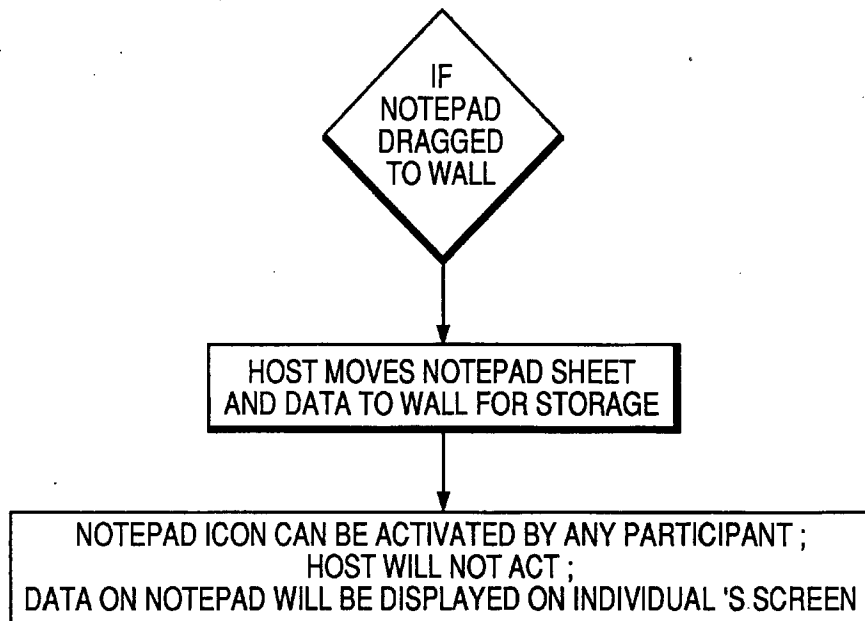 IF
NOTEPAD
DRAGGED
TO WALL
HOST MOVES NOTEPAD SHEET
AND DATA TO WALL FOR STORAGE
NOTEPAD ICON CAN BE ACTIVATED BY ANY PARTICIPANT ;
HOST WILL NOT ACT ;
DATA ON NOTEPAD WILL BE DISPLAYED ON INDIVIDUAL 'S SCREEN